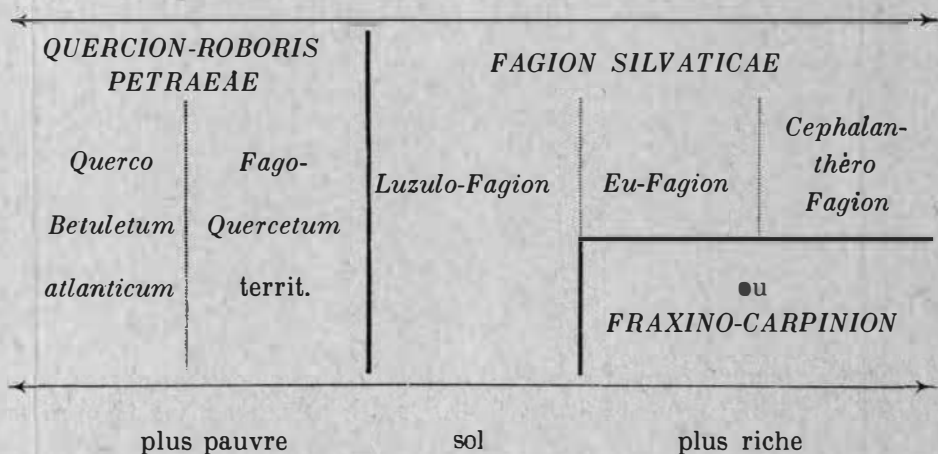 QUERCION-ROBORIS
PETRAEAE
FAGION SILVATICAE
Querco
Betuletum
atlanticum
Fago-
Quercetum
territ.
Luzulo-Fagion
Eu-Fagion
Cephalan-
thèro
Fagion
ou
FRAXINO-CARPINION
plus pauvre
sol
plus riche